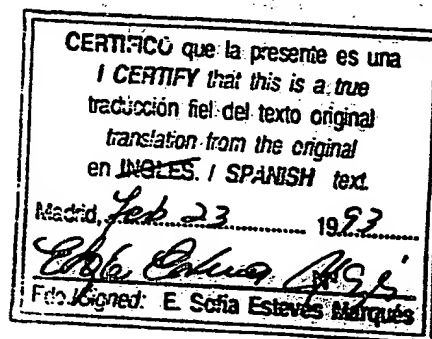 CERTIFICO que la presente es una
I CERTIFY that this is a true
traducción fiel del texto original
translation from the original
en INGLES. / SPANISH text.
Madrid, Feb 23 1993
Fdo./Signed: E. Sofia Esteves Marqués